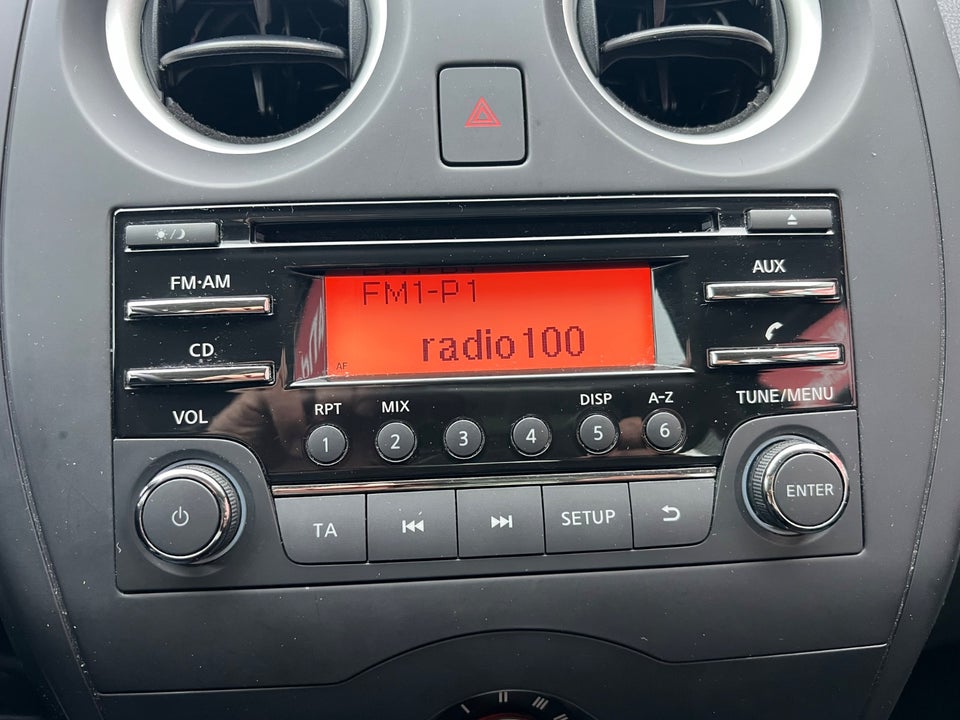 FM·AM
CD
VOL
FM1-P1
radio100
AF
AUX
TUNE/MENU
RPT
MIX
DISP
A-Z
1
2
3
4
5
6
TA
SETUP
ENTER